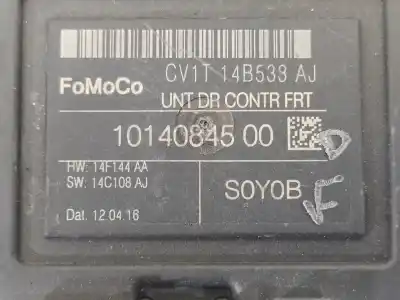 CV1T 14B538 AJ
FoMoCo
UNT DR CONTR FRT
10140845 00
HW: 14F144 AA
SW: 14C108 AJ
S0Y0B
Dat. 12.04.16